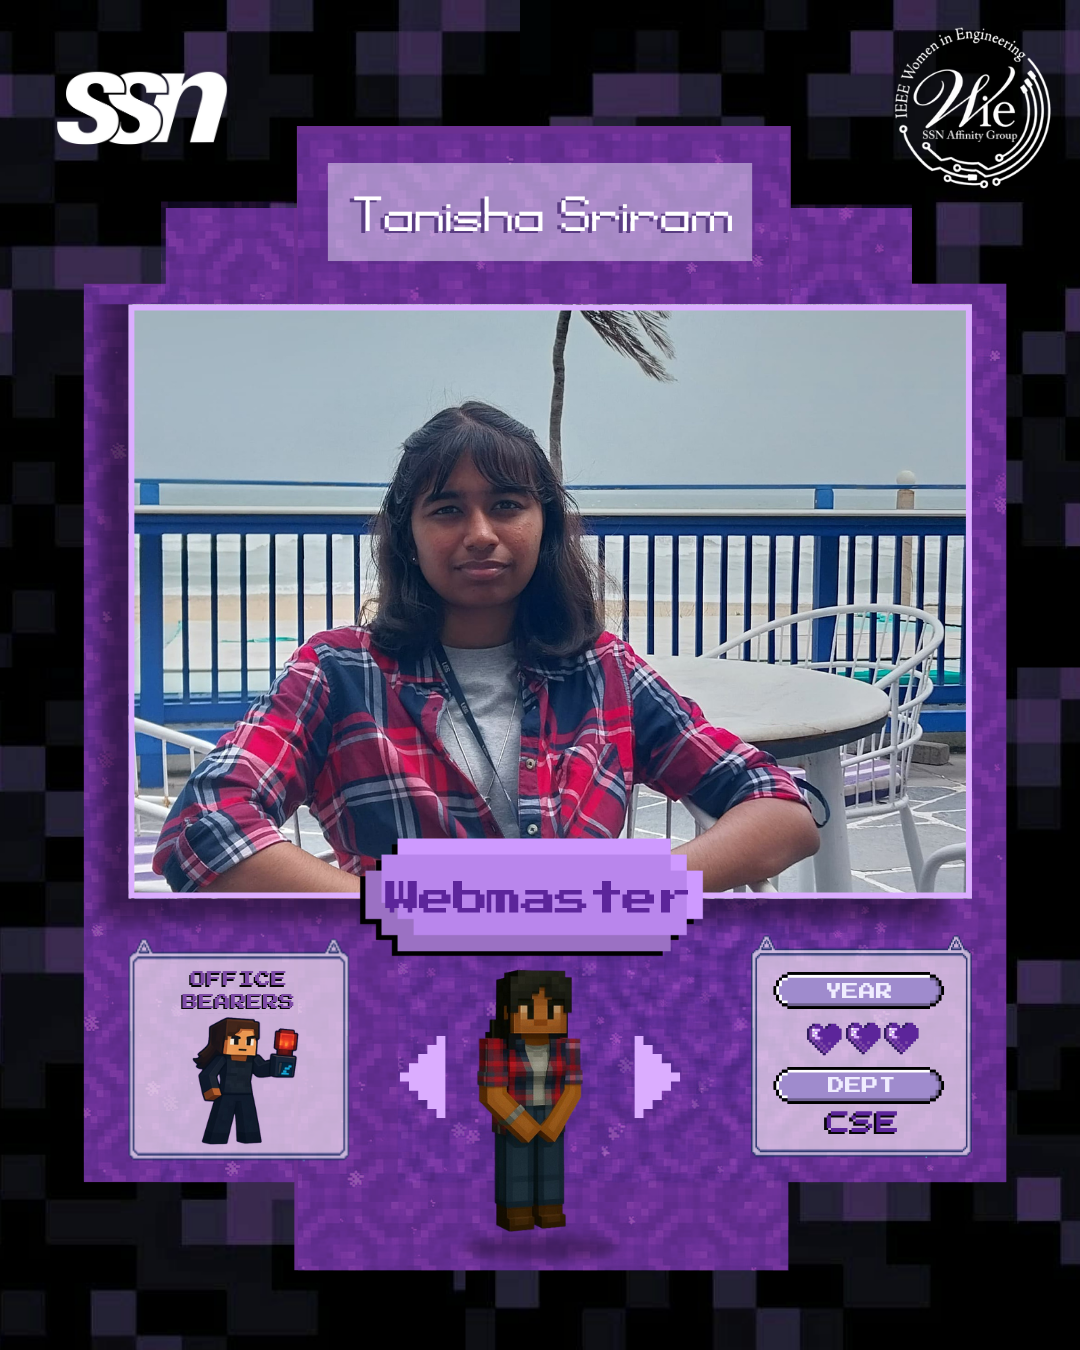 ssn
IEEE Women in Engineering
Wie
SSN Affinity Group
Tanisha Sriram
Webmaster
OFFICE
BEARERS
YEAR
DEPT
CSE